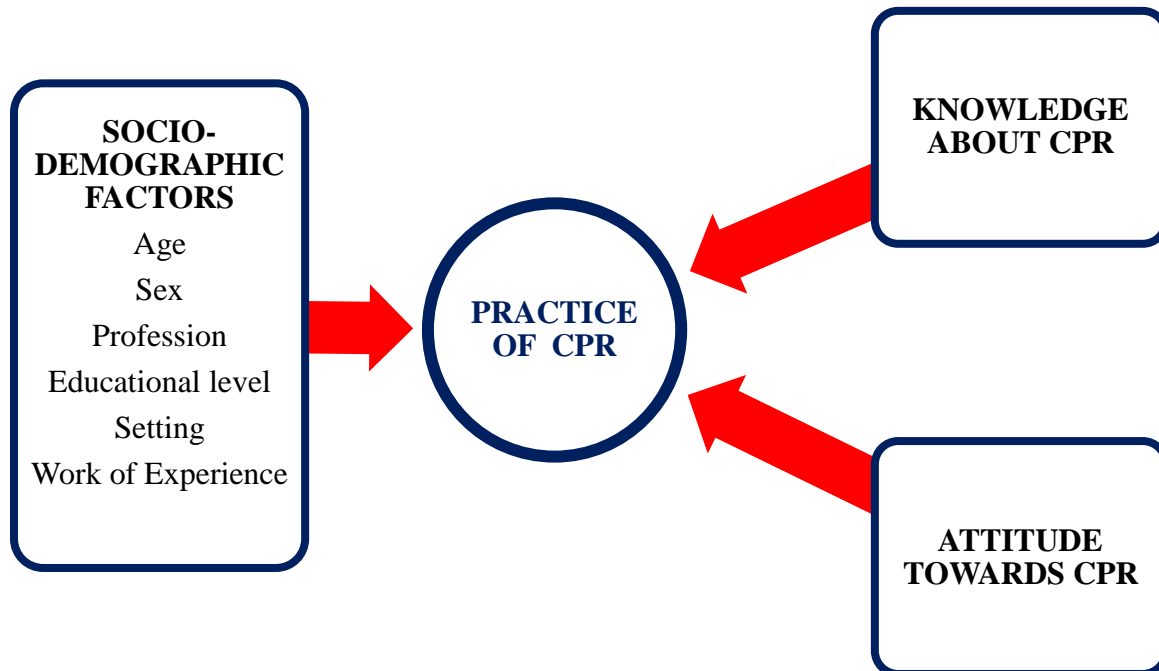 SOCIO-
DEMOGRAPHIC
FACTORS
Age
Sex
Profession
Educational level
Setting
Work of Experience
PRACTICE
OF CPR
KNOWLEDGE
ABOUT CPR
ATTITUDE
TOWARDS CPR